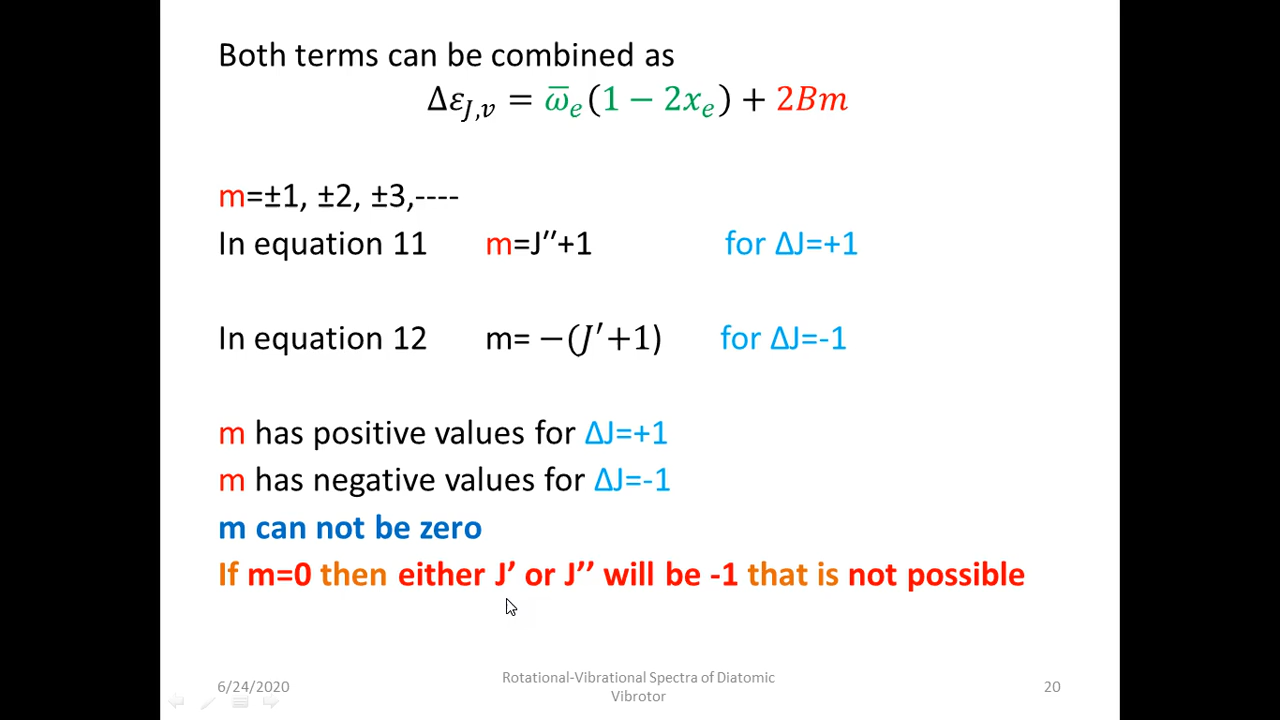 Both terms can be combined as
Δε_{J,v} = ω̅_e(1 − 2x_e) + 2Bm
m=±1, ±2, ±3,----
In equation 11 m=J′′+1 for ΔJ=+1
In equation 12 m= −(J′+1) for ΔJ=-1
m has positive values for ΔJ=+1
m has negative values for ΔJ=-1
m can not be zero
If m=0 then either J’ or J’’ will be -1 that is not possible
6/24/2020
Rotational-Vibrational Spectra of Diatomic
Vibrotor
20